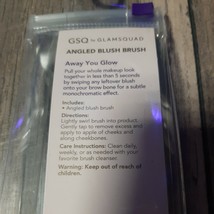 GSQ by GLAMSQUAD
ANGLED BLUSH BRUSH
Away You Glow
Pull your whole makeup look
together in less than 5 seconds
by swiping any leftover blush
onto your brow bone for a subtle
monochromatic effect.
Includes:
• Angled blush brush
Directions:
Lightly swirl brush into product.
Gently tap to remove excess and
apply to apple of cheeks and
along cheekbones.
Care Instructions: Clean daily,
weekly, or as needed with your
favorite brush cleanser.
Warning: Keep out of reach of
children.